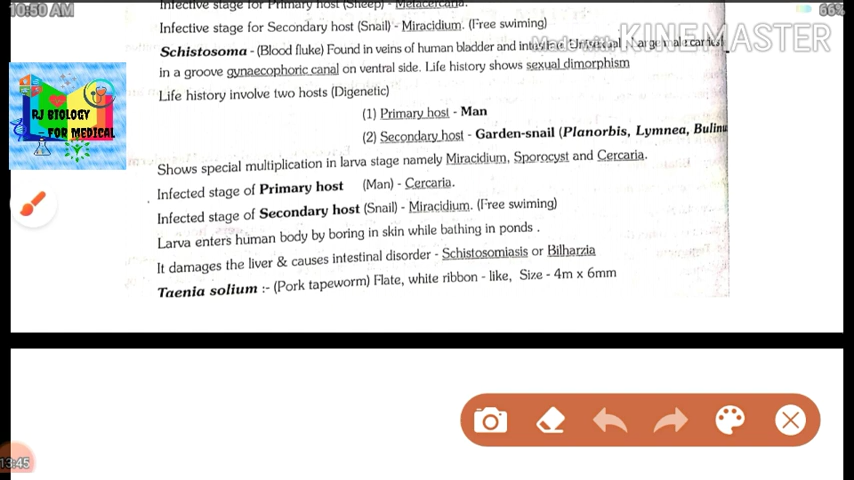 10:50 AM
66%
Infective stage for Primary host (Sheep) - Metacercaria.
Infective stage for Secondary host (Snail) - Miracidium. (Free swiming)
Made with KINEMASTER
Schistosoma - (Blood fluke) Found in veins of human bladder and
in a groove gynaecophoric canal on ventral side. Life history shows sexual dimorphism
Life history involve two hosts (Digenetic)
(1) Primary host - Man
(2) Secondary host - Garden-snail (Planorbis, Lymnea, Bulinu
Shows special multiplication in larva stage namely Miracidium, Sporocyst and Cercaria.
Infected stage of Primary host (Man) - Cercaria.
Infected stage of Secondary host (Snail) - Miracidium. (Free swiming)
Larva enters human body by boring in skin while bathing in ponds .
It damages the liver & causes intestinal disorder - Schistosomiasis or Bilharzia
Taenia solium :- (Pork tapeworm) Flate, white ribbon - like, Size - 4m x 6mm
RJ BIOLOGY
- FOR MEDICAL
13:45